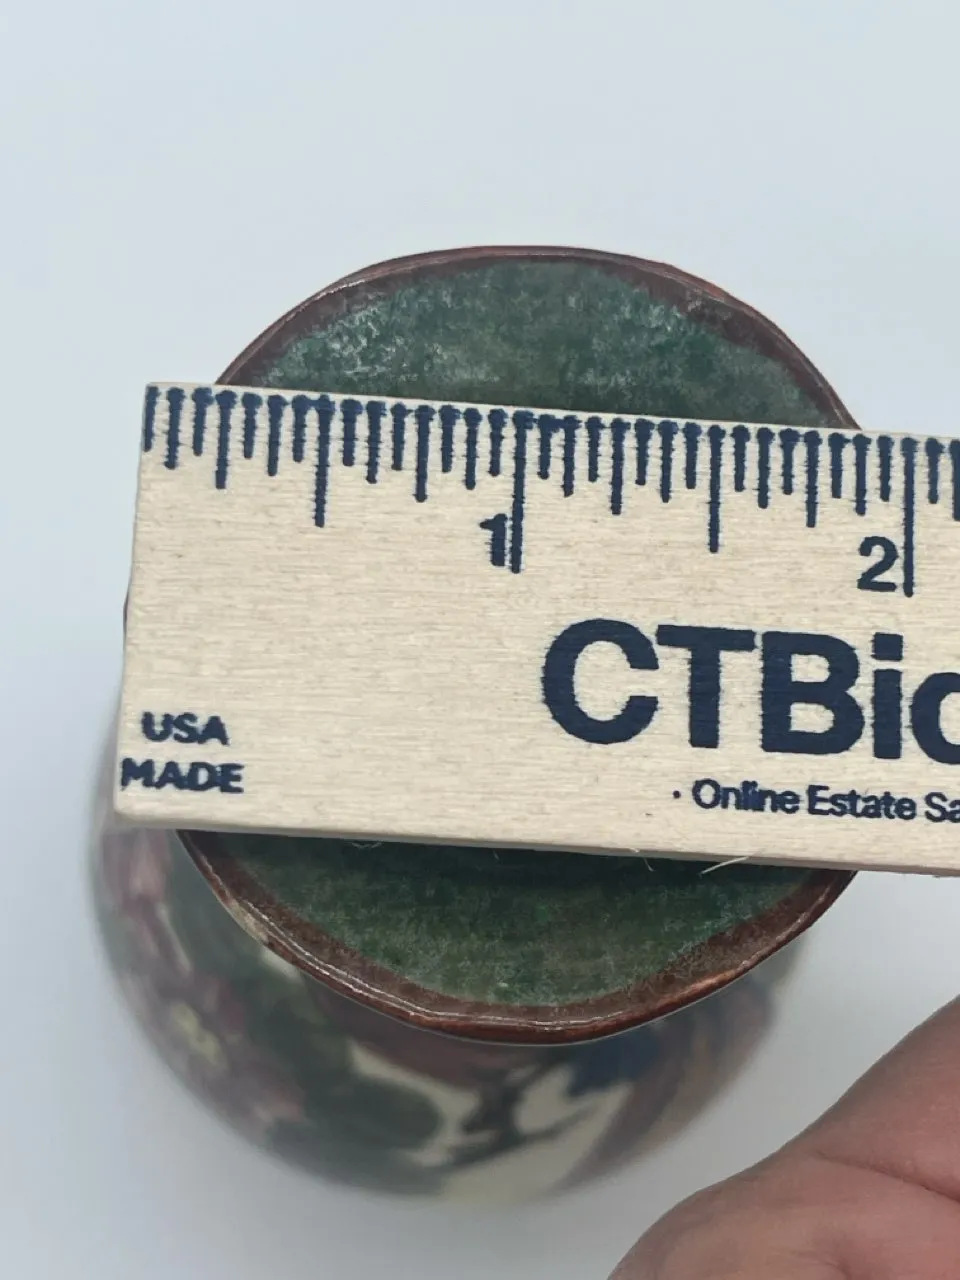 1 2
CTBi
USA
MADE
· Online Estate Sa